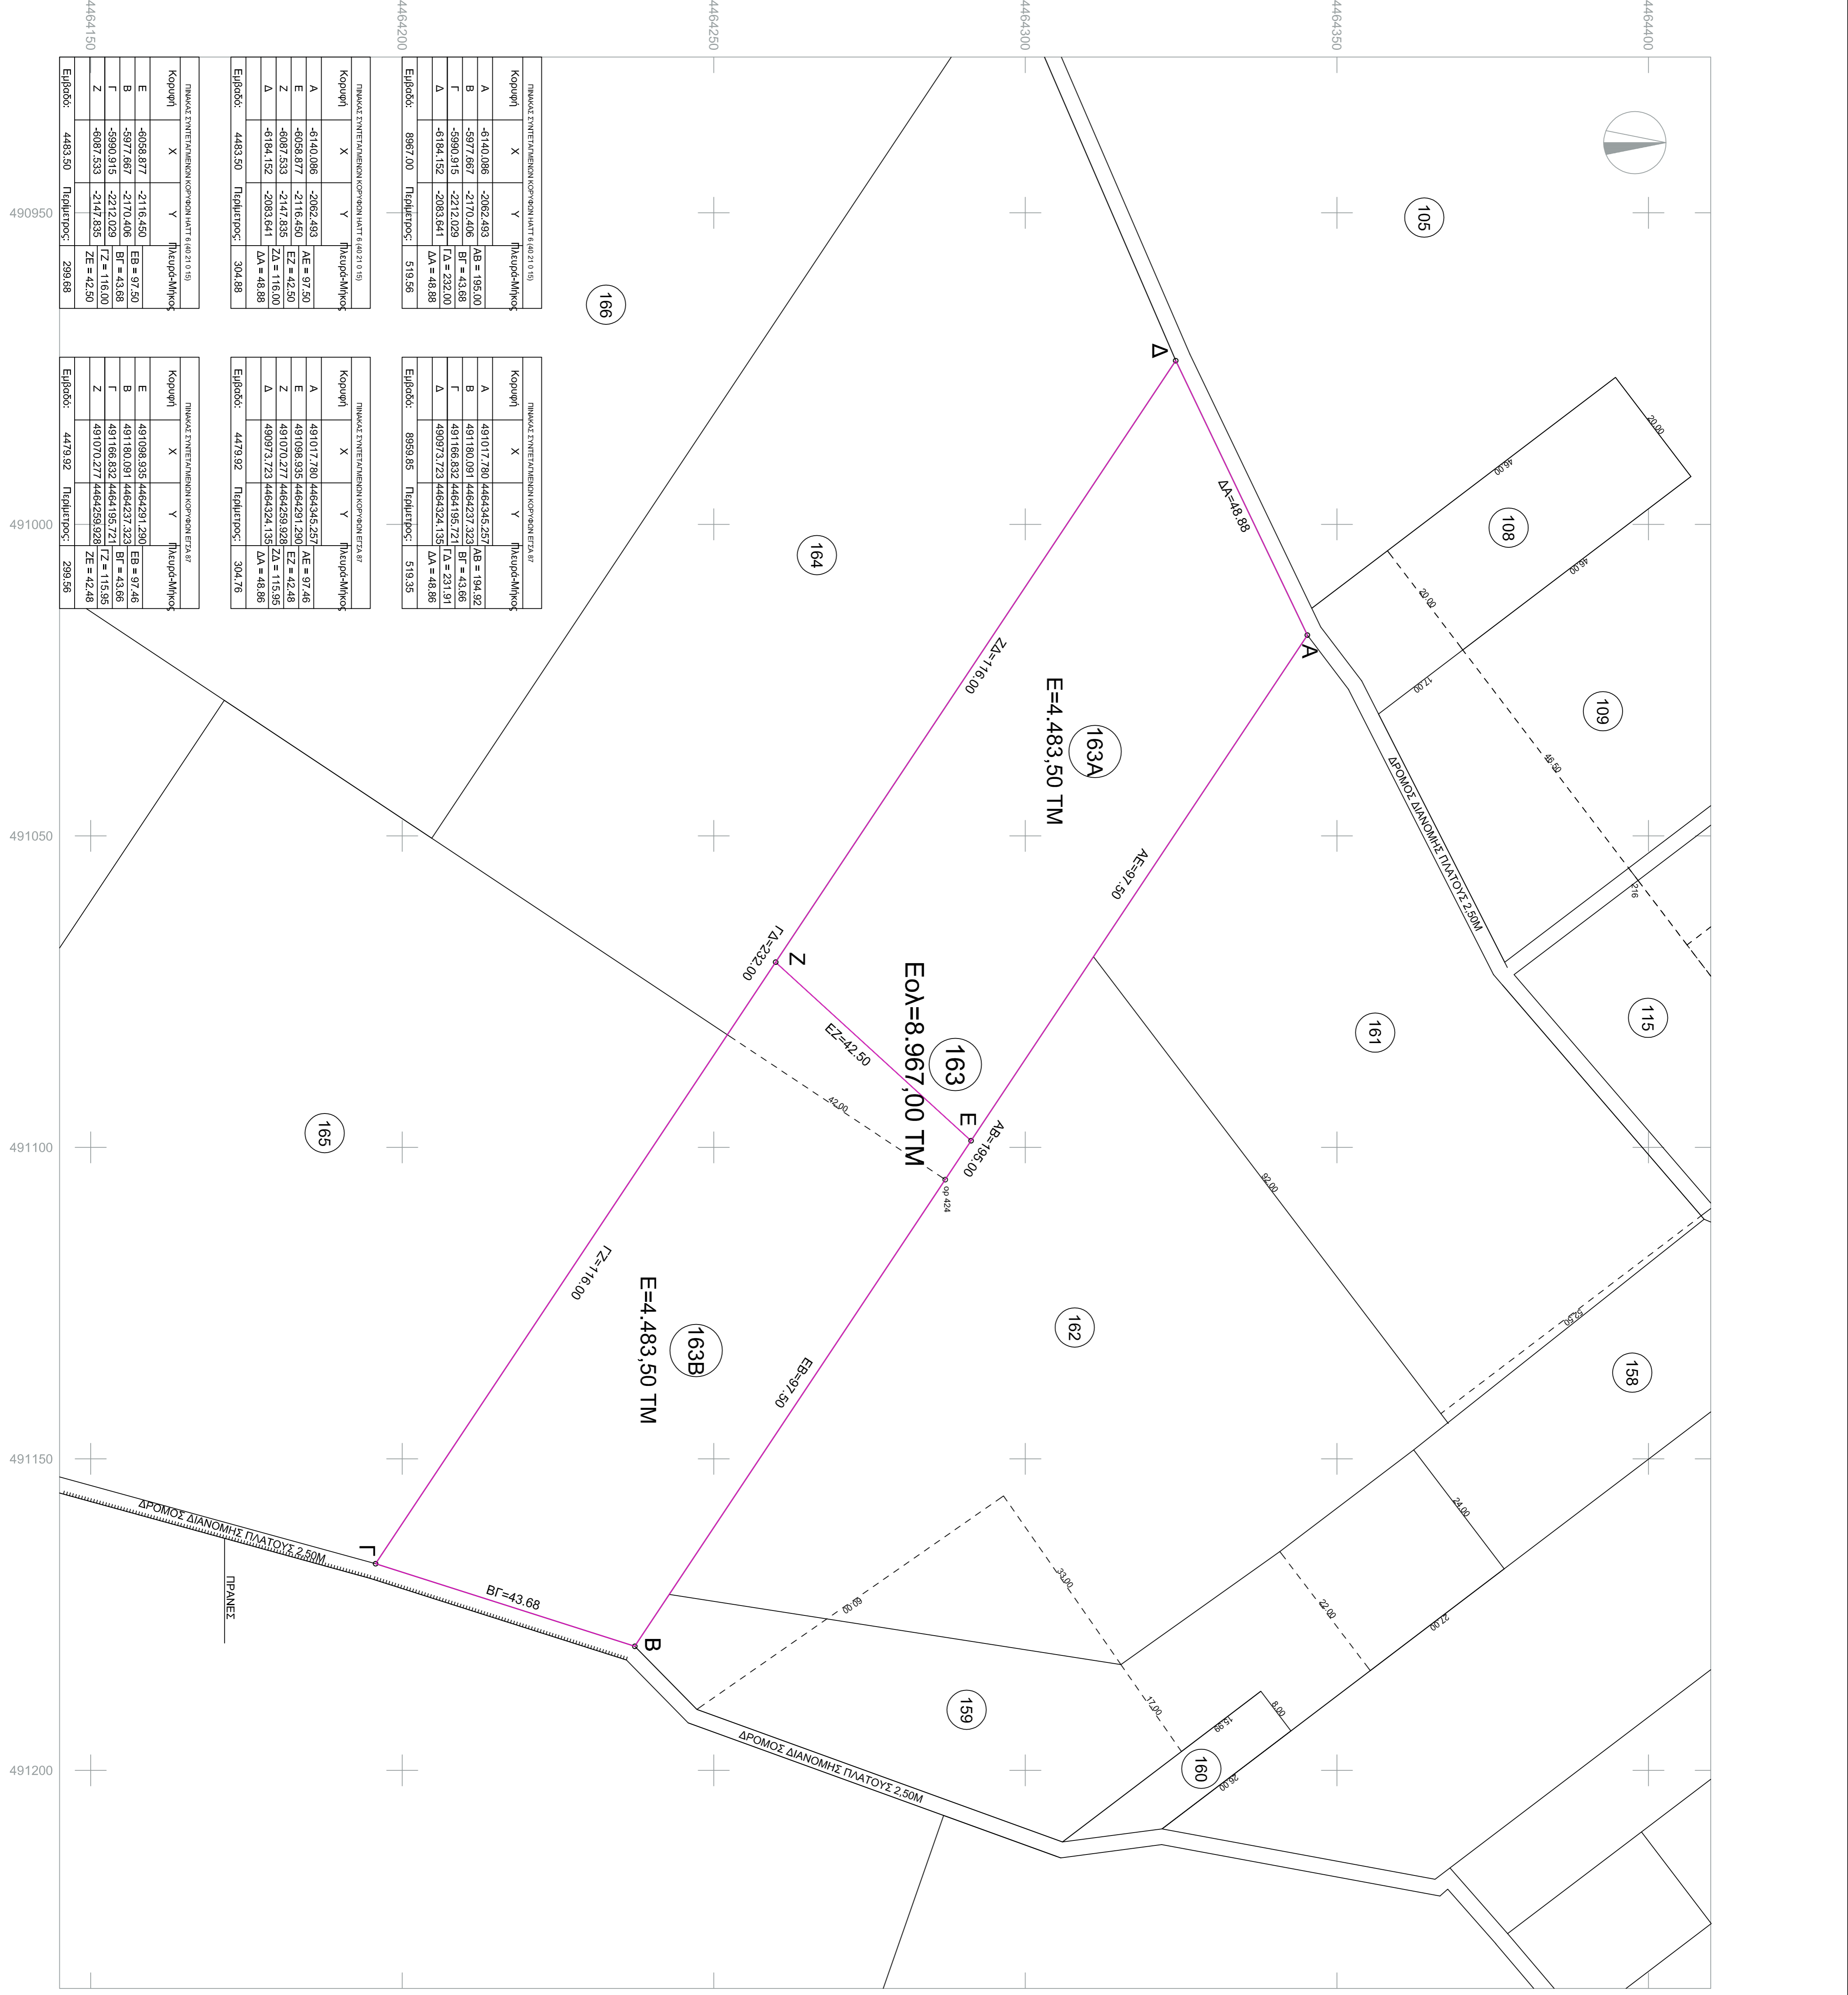 4464150
4464200
4464250
4464300
4464350
4464400
490950
491000
491050
491100
491150
491200
ΠΙΝΑΚΑΣ ΣΥΝΤΕΤΑΓΜΕΝΩΝ ΚΟΡΥΦΩΝ ΗΑΤΤ 6 (40 21 0 15)
Κορυφή X Y Πλευρά-Μήκος
Α -6140.086 -2062.493 ΑΒ = 195.00
Β -5977.667 -2170.406 ΒΓ = 43.68
Γ -5990.915 -2212.029 ΓΔ = 232.00
Δ -6184.152 -2083.641 ΔΑ = 48.88
Εμβαδό: 8967.00 Περίμετρος: 519.56
ΠΙΝΑΚΑΣ ΣΥΝΤΕΤΑΓΜΕΝΩΝ ΚΟΡΥΦΩΝ ΕΓΣΑ 87
Κορυφή X Y Πλευρά-Μήκος
Α 491017.780 4464345.257 ΑΒ = 194.92
Β 491180.091 4464237.323 ΒΓ = 43.66
Γ 491166.832 4464195.721 ΓΔ = 231.91
Δ 490973.723 4464324.135 ΔΑ = 48.86
Εμβαδό: 8959.85 Περίμετρος: 519.35
ΠΙΝΑΚΑΣ ΣΥΝΤΕΤΑΓΜΕΝΩΝ ΚΟΡΥΦΩΝ ΗΑΤΤ 6 (40 21 0 15)
Κορυφή X Y Πλευρά-Μήκος
Α -6140.086 -2062.493 ΑΕ = 97.50
Ε -6058.877 -2116.450 ΕΖ = 42.50
Ζ -6087.533 -2147.835 ΖΔ = 116.00
Δ -6184.152 -2083.641 ΔΑ = 48.88
Εμβαδό: 4483.50 Περίμετρος: 304.88
ΠΙΝΑΚΑΣ ΣΥΝΤΕΤΑΓΜΕΝΩΝ ΚΟΡΥΦΩΝ ΕΓΣΑ 87
Κορυφή X Y Πλευρά-Μήκος
Α 491017.780 4464345.257 ΑΕ = 97.46
Ε 491098.935 4464291.290 ΕΖ = 42.48
Ζ 491070.277 4464259.928 ΖΔ = 115.95
Δ 490973.723 4464324.135 ΔΑ = 48.86
Εμβαδό: 4479.92 Περίμετρος: 304.76
ΠΙΝΑΚΑΣ ΣΥΝΤΕΤΑΓΜΕΝΩΝ ΚΟΡΥΦΩΝ ΗΑΤΤ 6 (40 21 0 15)
Κορυφή X Y Πλευρά-Μήκος
Ε -6058.877 -2116.450 ΕΒ = 97.50
Β -5977.667 -2170.406 ΒΓ = 43.68
Γ -5990.915 -2212.029 ΓΖ = 116.00
Ζ -6087.533 -2147.835 ΖΕ = 42.50
Εμβαδό: 4483.50 Περίμετρος: 299.68
ΠΙΝΑΚΑΣ ΣΥΝΤΕΤΑΓΜΕΝΩΝ ΚΟΡΥΦΩΝ ΕΓΣΑ 87
Κορυφή X Y Πλευρά-Μήκος
Ε 491098.935 4464291.290 ΕΒ = 97.46
Β 491180.091 4464237.323 ΒΓ = 43.66
Γ 491166.832 4464195.721 ΓΖ = 115.95
Ζ 491070.277 4464259.928 ΖΕ = 42.48
Εμβαδό: 4479.92 Περίμετρος: 299.56
105
20.00
46.00
108
46.00
20.00
17.00
109
46.50
216
115
ΔΡΟΜΟΣ ΔΙΑΝΟΜΗΣ ΠΛΑΤΟΥΣ 2,50Μ
166
164
Δ
ΔΑ=48.88
Α
ΖΔ=116.00
163Α
Ε=4.483,50 ΤΜ
ΑΕ=97.50
161
92.00
ΓΔ=232.00
Ζ
ΕΖ=42.50
163
Εολ=8.967,00 ΤΜ
Ε
ΑΒ=195.00
ορ 424
42.00
165
162
52.50
158
ΓΖ=116.00
163Β
Ε=4.483,50 ΤΜ
ΕΒ=97.50
24.00
22.00
27.00
33.00
60.00
17.00
8.00
15.99
26.00
159
160
Γ
ΒΓ=43.68
Β
ΔΡΟΜΟΣ ΔΙΑΝΟΜΗΣ ΠΛΑΤΟΥΣ 2,50Μ
ΠΡΑΝΕΣ
ΔΡΟΜΟΣ ΔΙΑΝΟΜΗΣ ΠΛΑΤΟΥΣ 2,50Μ